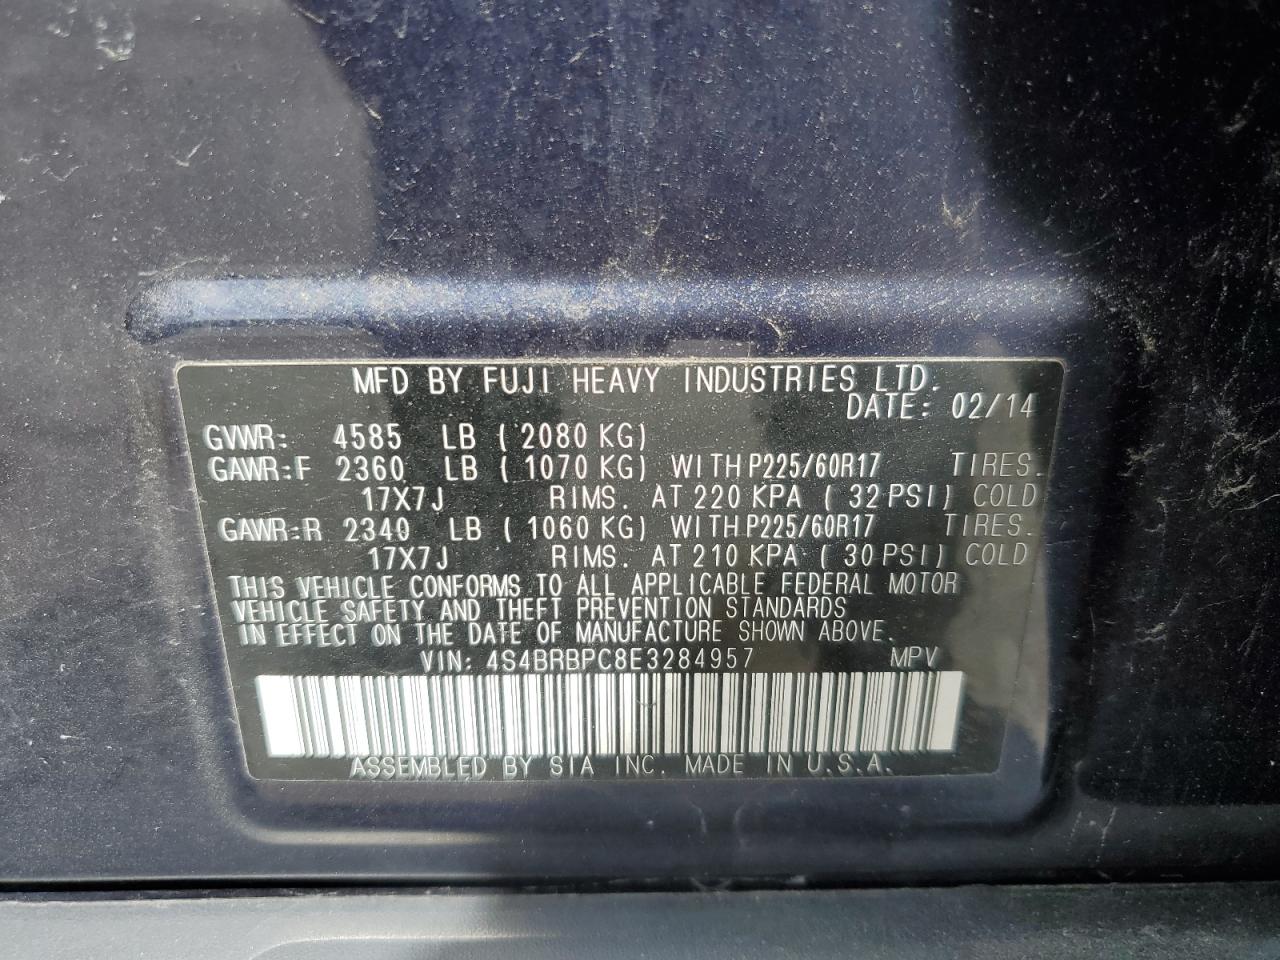 MFD BY FUJI HEAVY INDUSTRIES LTD.
DATE: 02/14
GVWR: 4585 LB ( 2080 KG)
GAWR:F 2360 LB ( 1070 KG) WITH P225/60R17 TIRES.
17X7J RIMS. AT 220 KPA ( 32 PSI) COLD
GAWR:R 2340 LB ( 1060 KG) WITH P225/60R17 TIRES.
17X7J RIMS. AT 210 KPA ( 30 PSI) COLD
THIS VEHICLE CONFORMS TO ALL APPLICABLE FEDERAL MOTOR
VEHICLE SAFETY AND THEFT PREVENTION STANDARDS
IN EFFECT ON THE DATE OF MANUFACTURE SHOWN ABOVE.
VIN: 4S4BRBPC8E3284957 MPV
ASSEMBLED BY SIA INC. MADE IN U.S.A.